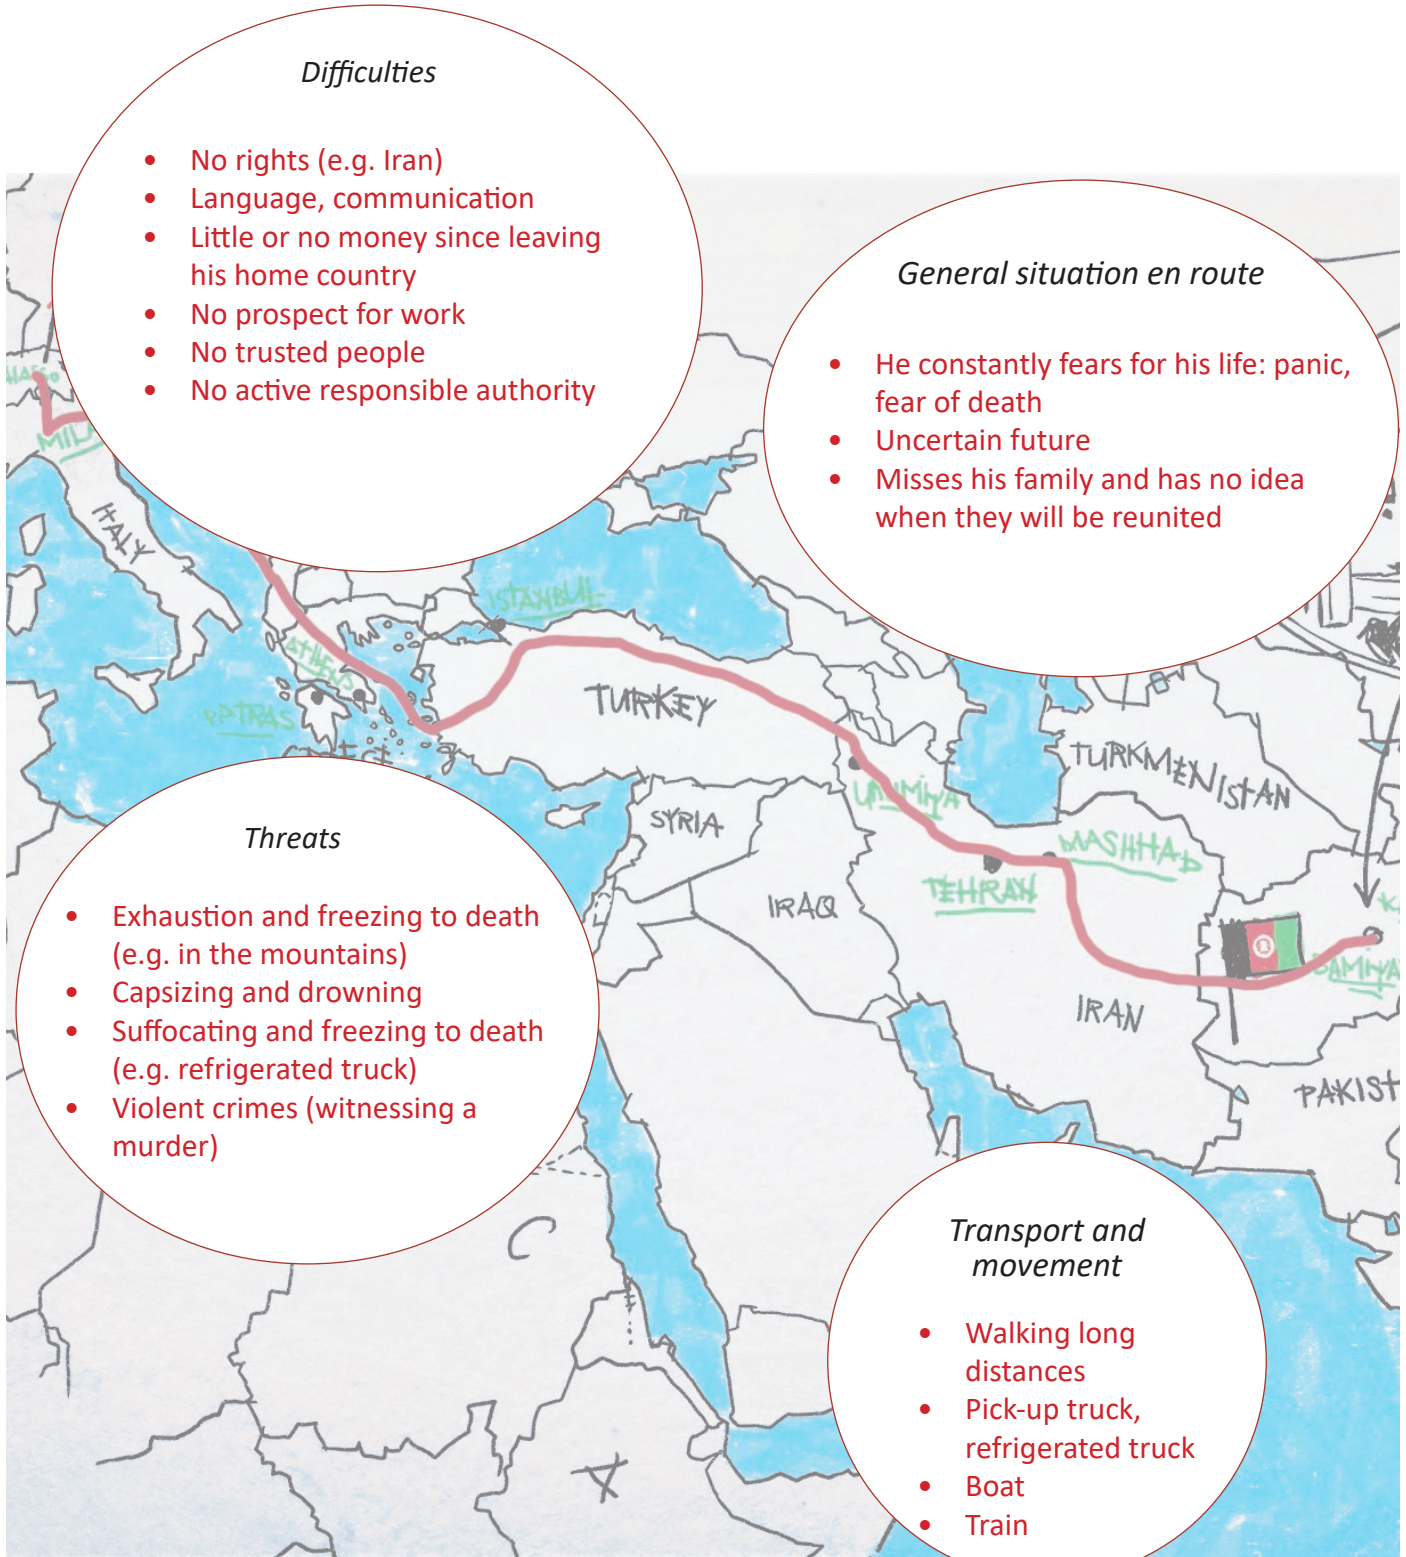 Difficulties
• No rights (e.g. Iran)
• Language, communication
• Little or no money since leaving
his home country
• No prospect for work
• No trusted people
• No active responsible authority
General situation en route
• He constantly fears for his life: panic,
fear of death
• Uncertain future
• Misses his family and has no idea
when they will be reunited
MIL
ITALY
ISTANBUL
ATHENS
PATRAS
TURKEY
TURKMENISTAN
URUMIYA
SYRIA
MASHHAD
TEHRAN
IRAQ
K
BAMIYA
IRAN
PAKIST
Threats
• Exhaustion and freezing to death
(e.g. in the mountains)
• Capsizing and drowning
• Suffocating and freezing to death
(e.g. refrigerated truck)
• Violent crimes (witnessing a
murder)
Transport and
movement
• Walking long
distances
• Pick-up truck,
refrigerated truck
• Boat
• Train